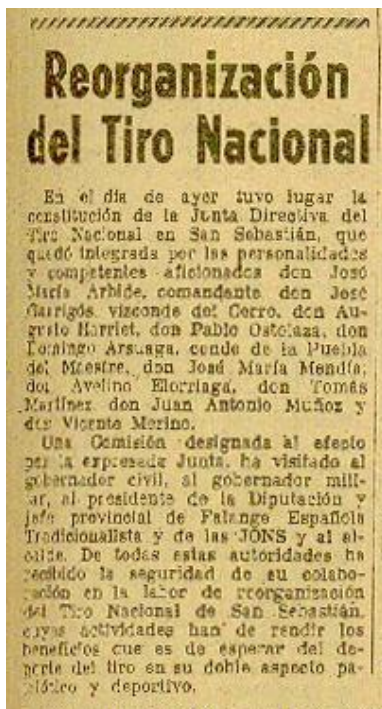 Reorganización
del Tiro Nacional
En el día de ayer tuvo lugar la
constitución de la Junta Directiva del
Tiro Nacional en San Sebastián, que
quedó integrada por las personalidades
y competentes aficionados don José
María Arbide, comandante don José
Garrigós, vizconde del Cerro, don Au-
gusto Harriet, don Pablo Ostolaza, don
Domingo Arsuaga, conde de la Puebla
del Maestre, don José María Mendía;
don Avelino Elorriaga, don Tomás
Martínez don Juan Antonio Muñoz y
don Vicente Merino.
Una Comisión designada al efecto
por la expresada Junta, ha visitado al
gobernador civil, al gobernador mili-
ar, al presidente de la Diputación y
jefe provincial de Falange Española
Tradicionalista y de las JONS y al al-
calde. De todas estas autoridades ha
recibido la seguridad de su colabo-
ración en la labor de reorganización
del Tiro Nacional de San Sebastián,
cuyas actividades han de rendir los
beneficios que es de esperar del de-
porte del tiro en su doble aspecto pa-
triótico y deportivo.